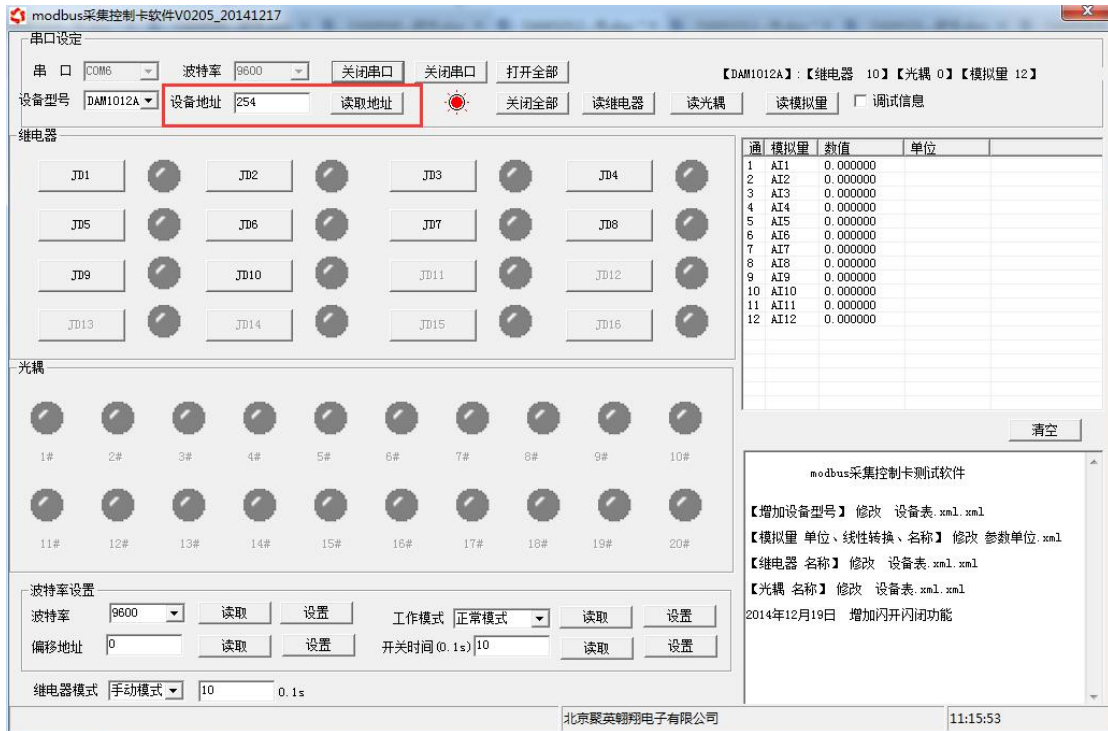 modbus采集控制卡软件V0205_20141217
串口设定
串 口 COM6 波特率 9600 关闭串口 关闭串口 打开全部 【DAM1012A】:【继电器 10】【光耦 0】【模拟量 12】
设备型号 DAM1012A 设备地址 254 读取地址 关闭全部 读继电器 读光耦 读模拟量 调试信息
继电器
JD1 JD2 JD3 JD4
JD5 JD6 JD7 JD8
JD9 JD10 JD11 JD12
JD13 JD14 JD15 JD16
通 模拟量 数值 单位
1 AI1 0.000000
2 AI2 0.000000
3 AI3 0.000000
4 AI4 0.000000
5 AI5 0.000000
6 AI6 0.000000
7 AI7 0.000000
8 AI8 0.000000
9 AI9 0.000000
10 AI10 0.000000
11 AI11 0.000000
12 AI12 0.000000
清空
光耦
1# 2# 3# 4# 5# 6# 7# 8# 9# 10#
11# 12# 13# 14# 15# 16# 17# 18# 19# 20#
modbus采集控制卡测试软件
【增加设备型号】 修改 设备表.xml.xml
【模拟量 单位、线性转换、名称】 修改 参数单位.xml
【继电器 名称】 修改 设备表.xml.xml
【光耦 名称】 修改 设备表.xml.xml
2014年12月19日 增加闪开闪闭功能
波特率设置
波特率 9600 读取 设置 工作模式 正常模式 读取 设置
偏移地址 0 读取 设置 开关时间(0.1s) 10 读取 设置
继电器模式 手动模式 10 0.1s
北京聚英翱翔电子有限公司 11:15:53